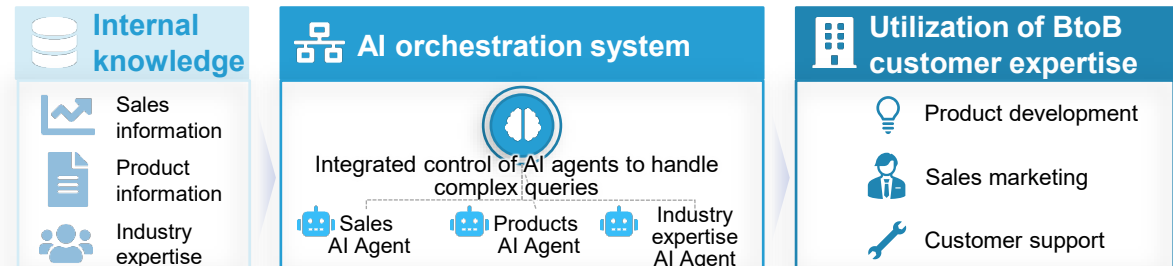 Internal
knowledge
Sales
information
Product
information
Industry
expertise
AI orchestration system
Integrated control of AI agents to handle
complex queries
Sales
AI Agent
Products
AI Agent
Industry
expertise
AI Agent
Utilization of BtoB
customer expertise
Product development
Sales marketing
Customer support